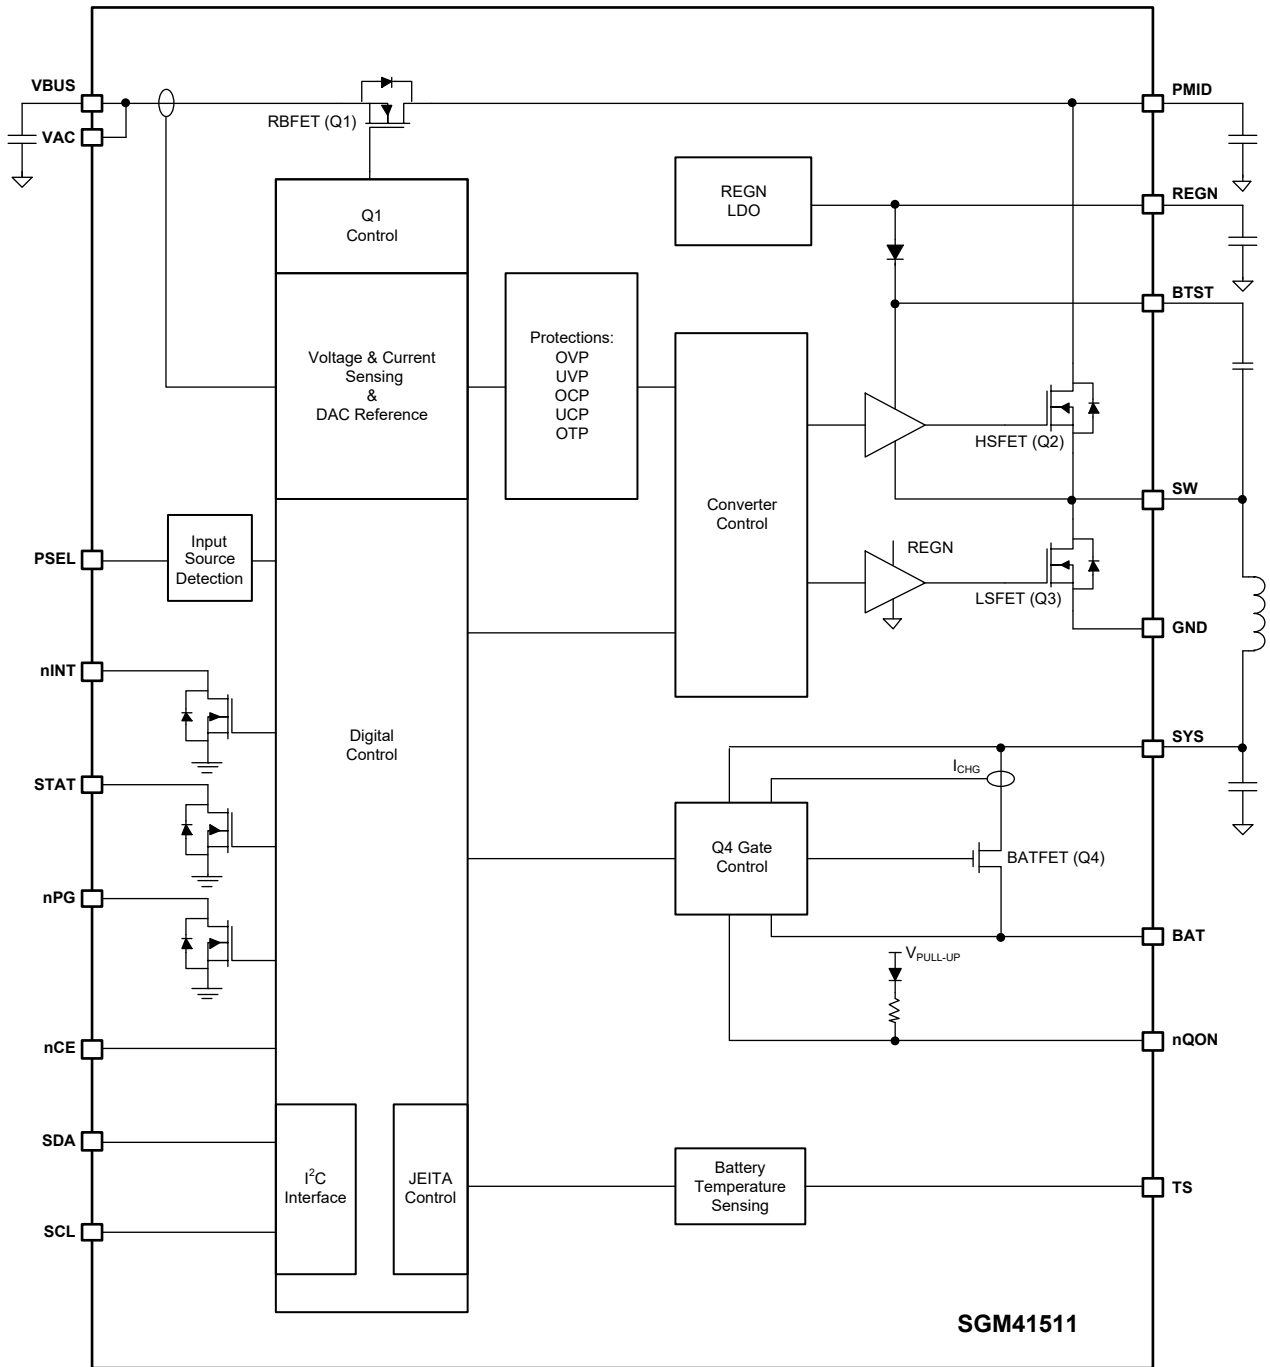 VBUS
VAC
RBFET (Q1)
PMID
REGN
LDO
REGN
Q1
Control
BTST
Voltage & Current
Sensing
&
DAC Reference
Protections:
OVP
UVP
OCP
UCP
OTP
HSFET (Q2)
SW
Converter
Control
PSEL
Input
Source
Detection
REGN
LSFET (Q3)
GND
nINT
Digital
Control
SYS
STAT
ICHG
Q4 Gate
Control
BATFET (Q4)
nPG
BAT
VPULL-UP
nCE
nQON
SDA
I2C
Interface
JEITA
Control
Battery
Temperature
Sensing
TS
SCL
SGM41511